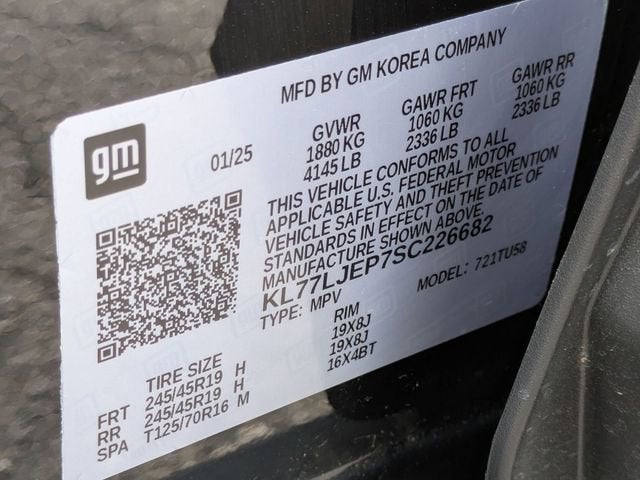 MFD BY GM KOREA COMPANY
gm
01/25
GVWR GAWR FRT GAWR RR
1880 KG 1060 KG 1060 KG
4145 LB 2336 LB 2336 LB
THIS VEHICLE CONFORMS TO ALL
APPLICABLE U.S. FEDERAL MOTOR
VEHICLE SAFETY AND THEFT PREVENTION
STANDARDS IN EFFECT ON THE DATE OF
MANUFACTURE SHOWN ABOVE.
KL77LJEP7SC226682
TYPE: MPV MODEL: 721TU58
TIRE SIZE RIM
FRT 245/45R19 H 19X8J
RR 245/45R19 H 19X8J
SPA T125/70R16 M 16X4BT